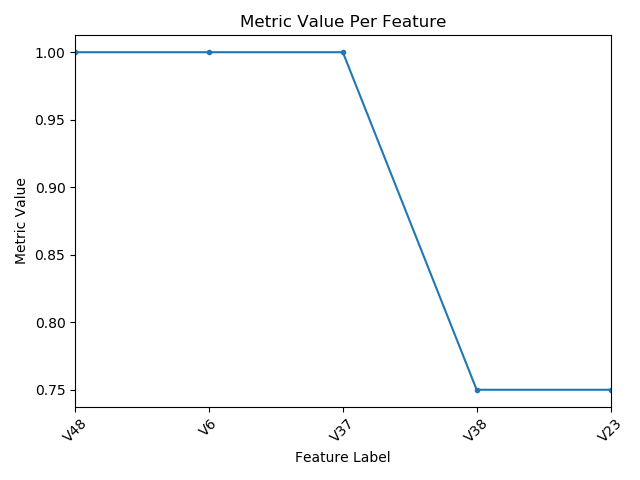 Metric Value Per Feature
1.00
0.95
0.90
0.85
0.80
0.75
Metric Value
V48
V6
V37
V38
V23
Feature Label